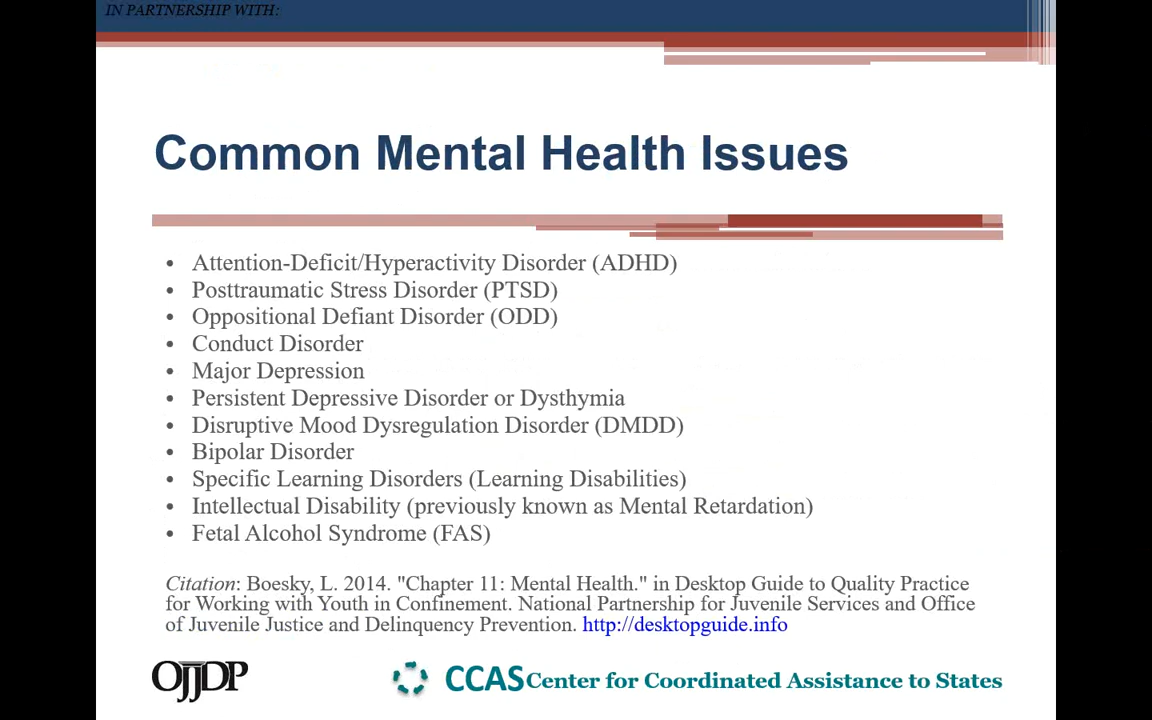 IN PARTNERSHIP WITH:
Common Mental Health Issues
• Attention-Deficit/Hyperactivity Disorder (ADHD)
• Posttraumatic Stress Disorder (PTSD)
• Oppositional Defiant Disorder (ODD)
• Conduct Disorder
• Major Depression
• Persistent Depressive Disorder or Dysthymia
• Disruptive Mood Dysregulation Disorder (DMDD)
• Bipolar Disorder
• Specific Learning Disorders (Learning Disabilities)
• Intellectual Disability (previously known as Mental Retardation)
• Fetal Alcohol Syndrome (FAS)
Citation: Boesky, L. 2014. "Chapter 11: Mental Health." in Desktop Guide to Quality Practice
for Working with Youth in Confinement. National Partnership for Juvenile Services and Office
of Juvenile Justice and Delinquency Prevention. http://desktopguide.info
OJJDP
CCAS Center for Coordinated Assistance to States